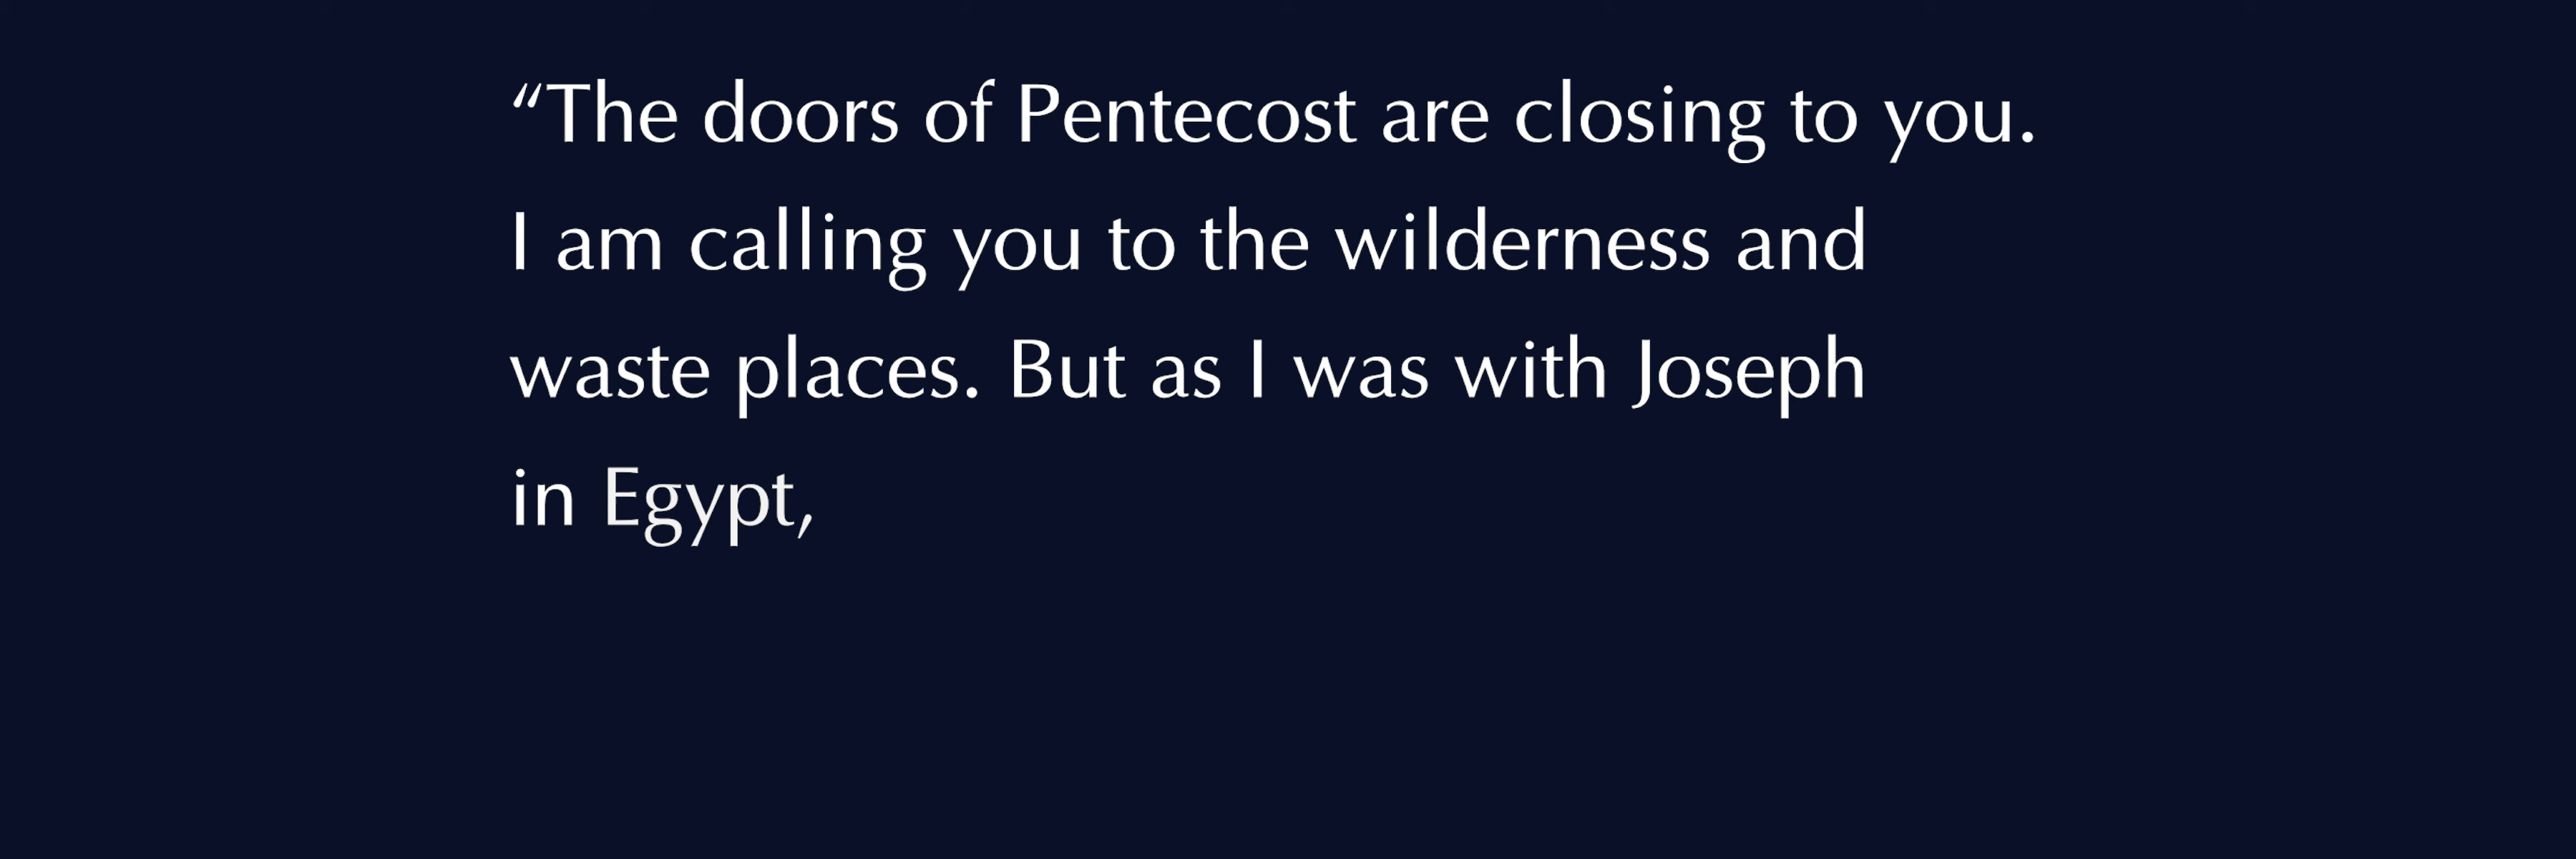 “The doors of Pentecost are closing to you.
I am calling you to the wilderness and
waste places. But as I was with Joseph
in Egypt,